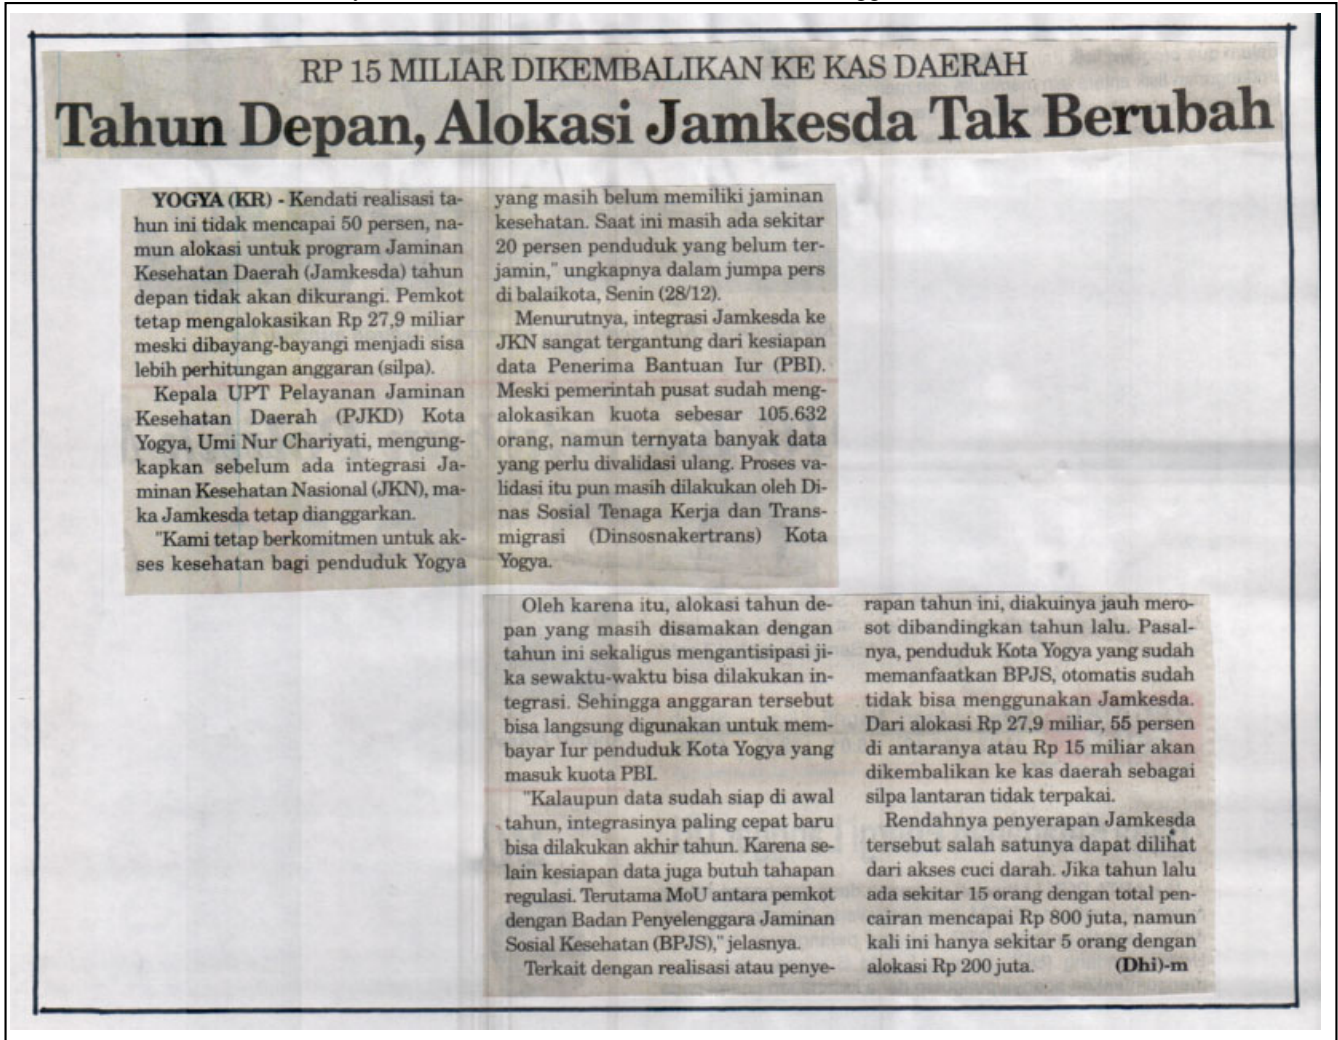 RP 15 MILIAR DIKEMBALIKAN KE KAS DAERAH
Tahun Depan, Alokasi Jamkesda Tak Berubah
YOGYA (KR) - Kendati realisasi ta-
hun ini tidak mencapai 50 persen, na-
mun alokasi untuk program Jaminan
Kesehatan Daerah (Jamkesda) tahun
depan tidak akan dikurangi. Pemkot
tetap mengalokasikan Rp 27,9 miliar
meski dibayang-bayangi menjadi sisa
lebih perhitungan anggaran (silpa).
Kepala UPT Pelayanan Jaminan
Kesehatan Daerah (PJKD) Kota
Yogya, Umi Nur Chariyati, mengung-
kapkan sebelum ada integrasi Ja-
minan Kesehatan Nasional (JKN), ma-
ka Jamkesda tetap dianggarkan.
"Kami tetap berkomitmen untuk ak-
ses kesehatan bagi penduduk Yogya
yang masih belum memiliki jaminan
kesehatan. Saat ini masih ada sekitar
20 persen penduduk yang belum ter-
jamin," ungkapnya dalam jumpa pers
di balaikota, Senin (28/12).
Menurutnya, integrasi Jamkesda ke
JKN sangat tergantung dari kesiapan
data Penerima Bantuan Iur (PBI).
Meski pemerintah pusat sudah meng-
alokasikan kuota sebesar 105.632
orang, namun ternyata banyak data
yang perlu divalidasi ulang. Proses va-
lidasi itu pun masih dilakukan oleh Di-
nas Sosial Tenaga Kerja dan Trans-
migrasi (Dinsosnakertrans) Kota
Yogya.
Oleh karena itu, alokasi tahun de-
pan yang masih disamakan dengan
tahun ini sekaligus mengantisipasi ji-
ka sewaktu-waktu bisa dilakukan in-
tegrasi. Sehingga anggaran tersebut
bisa langsung digunakan untuk mem-
bayar Iur penduduk Kota Yogya yang
masuk kuota PBI.
"Kalaupun data sudah siap di awal
tahun, integrasinya paling cepat baru
bisa dilakukan akhir tahun. Karena se-
lain kesiapan data juga butuh tahapan
regulasi. Terutama MoU antara pemkot
dengan Badan Penyelenggara Jaminan
Sosial Kesehatan (BPJS)," jelasnya.
Terkait dengan realisasi atau penye-
rapan tahun ini, diakuinya jauh mero-
sot dibandingkan tahun lalu. Pasal-
nya, penduduk Kota Yogya yang sudah
memanfaatkan BPJS, otomatis sudah
tidak bisa menggunakan Jamkesda.
Dari alokasi Rp 27,9 miliar, 55 persen
di antaranya atau Rp 15 miliar akan
dikembalikan ke kas daerah sebagai
silpa lantaran tidak terpakai.
Rendahnya penyerapan Jamkesda
tersebut salah satunya dapat dilihat
dari akses cuci darah. Jika tahun lalu
ada sekitar 15 orang dengan total pen-
cairan mencapai Rp 800 juta, namun
kali ini hanya sekitar 5 orang dengan
alokasi Rp 200 juta. (Dhi)-m